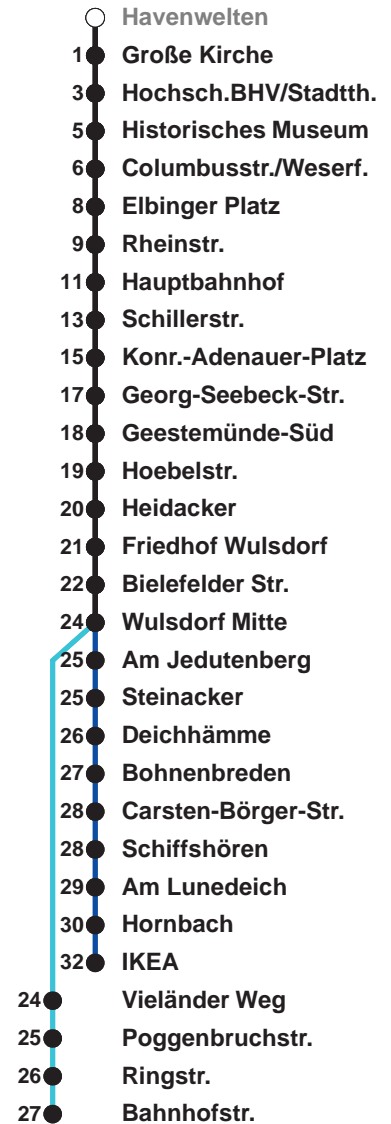 Havenwelten
1 Große Kirche
3 Hochsch.BHV/Stadtth.
5 Historisches Museum
6 Columbusstr./Weserf.
8 Elbinger Platz
9 Rheinstr.
11 Hauptbahnhof
13 Schillerstr.
15 Konr.-Adenauer-Platz
17 Georg-Seebeck-Str.
18 Geestemünde-Süd
19 Hoebelstr.
20 Heidacker
21 Friedhof Wulsdorf
22 Bielefelder Str.
24 Wulsdorf Mitte
25 Am Jedutenberg
25 Steinacker
26 Deichhämme
27 Bohnenbreden
28 Carsten-Börger-Str.
28 Schiffshören
29 Am Lunedeich
30 Hornbach
32 IKEA
24 Vieländer Weg
25 Poggenbruchstr.
26 Ringstr.
27 Bahnhofstr.